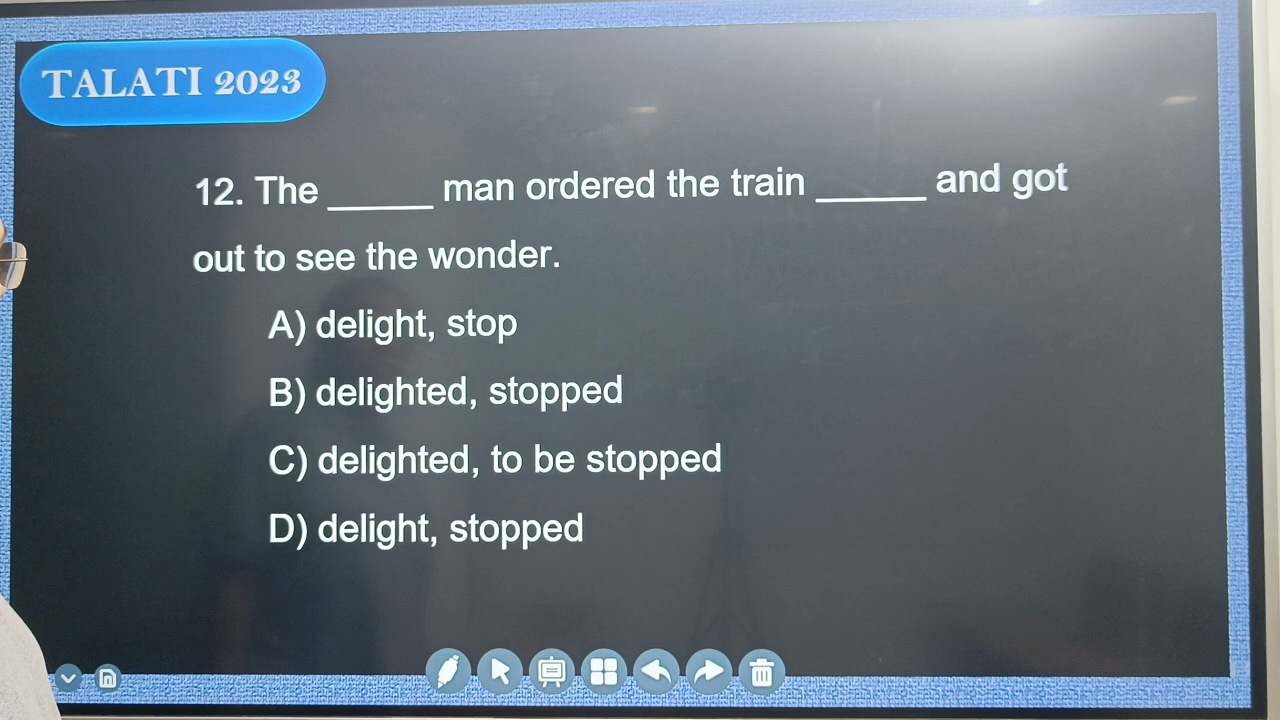 TALATI 2023
12. The ______ man ordered the train ______ and got
out to see the wonder.
A) delight, stop
B) delighted, stopped
C) delighted, to be stopped
D) delight, stopped